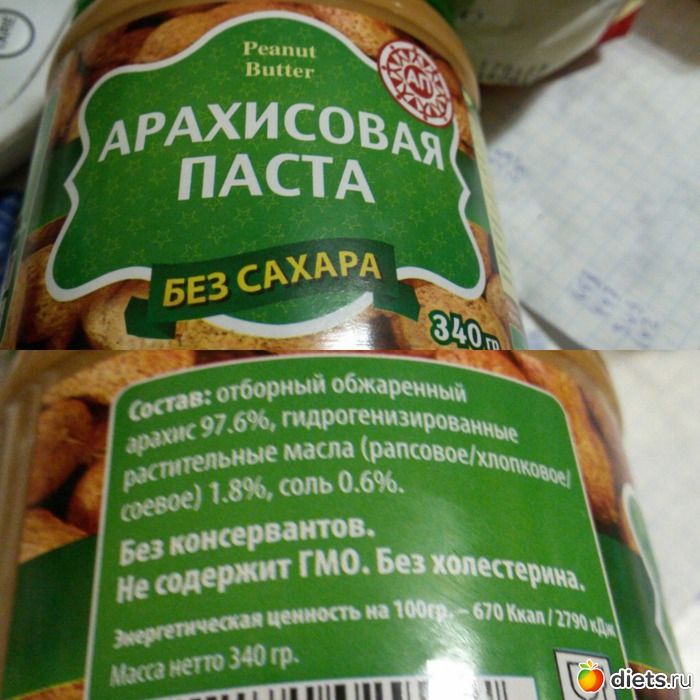 Peanut
Butter
АП
АРАХИСОВАЯ
ПАСТА
БЕЗ САХАРА
340 гр.
Состав: отборный обжаренный
арахис 97.6%, гидрогенизированные
растительные масла (рапсовое/хлопковое/
соевое) 1.8%, соль 0.6%.
Без консервантов.
Не содержит ГМО. Без холестерина.
Энергетическая ценность на 100гр. – 670 Ккал / 2790 кДж
Масса нетто 340 гр.
diets.ru